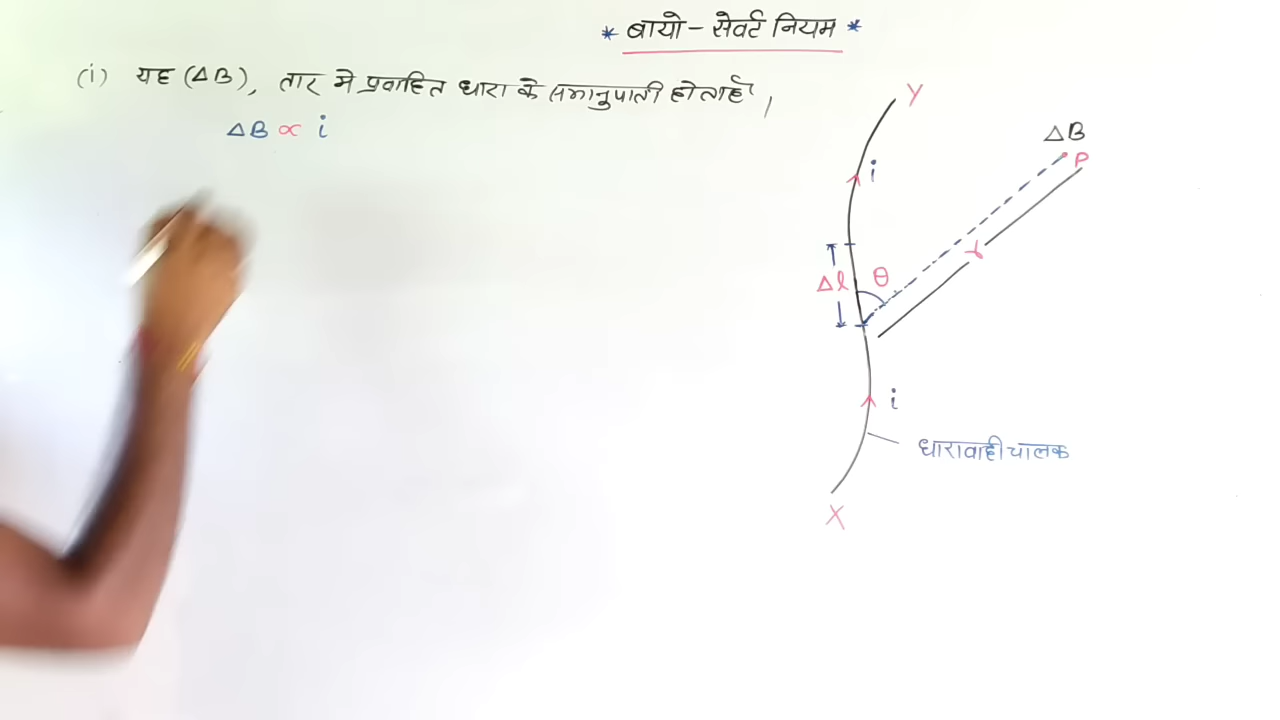 * बायो - सेवर्ट नियम *
(i) यह (ΔB), तार मे प्रवाहित धारा के समानुपाती होता है,
ΔB ∝ i
Y
ΔB
P
i
r
Δl
θ
i
धारावाही चालक
X